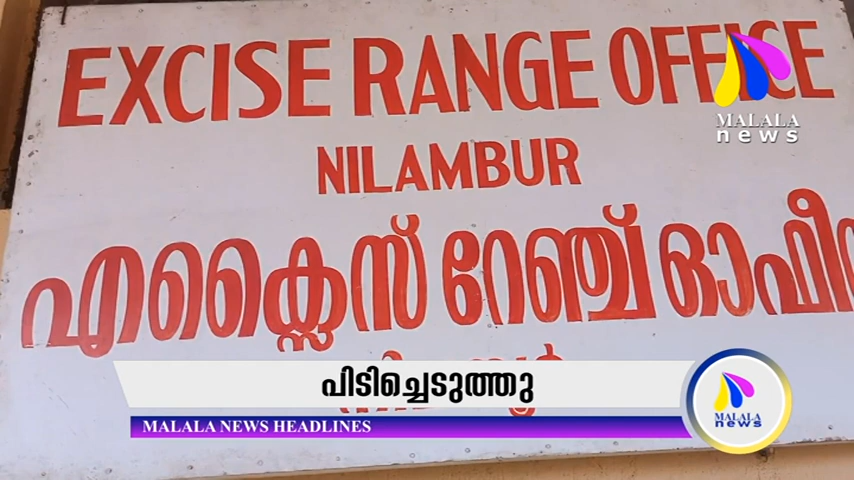 EXCISE RANGE OFFICE
MALALA
news
NILAMBUR
എക്സൈസ് റേഞ്ച് ഓഫീ
പിടിച്ചെടുത്തു
MALALA NEWS HEADLINES
MALALA
news